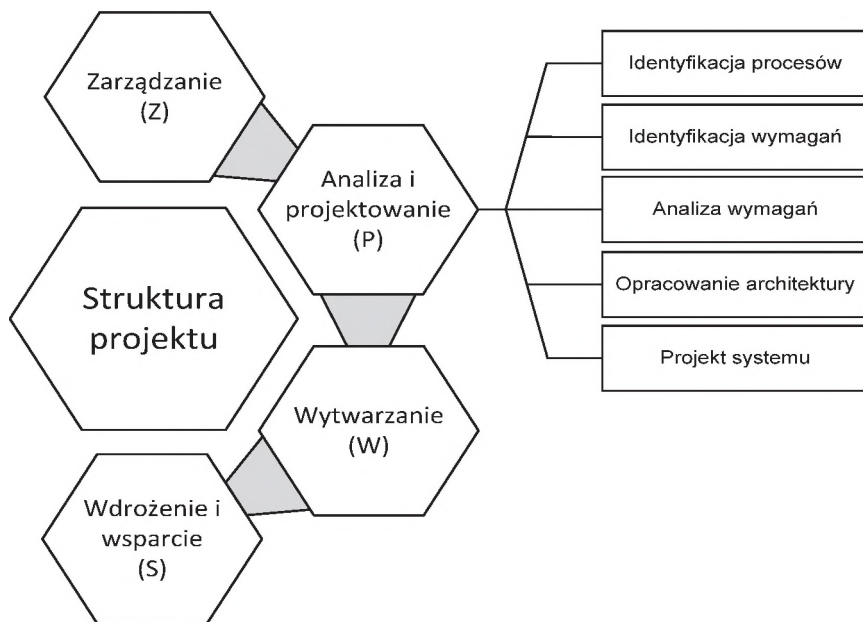 Zarządzanie
(Z)
Analiza i
projektowanie
(P)
Struktura
projektu
Wytwarzanie
(W)
Wdrożenie i
wsparcie
(S)
Identyfikacja procesów
Identyfikacja wymagań
Analiza wymagań
Opracowanie architektury
Projekt systemu